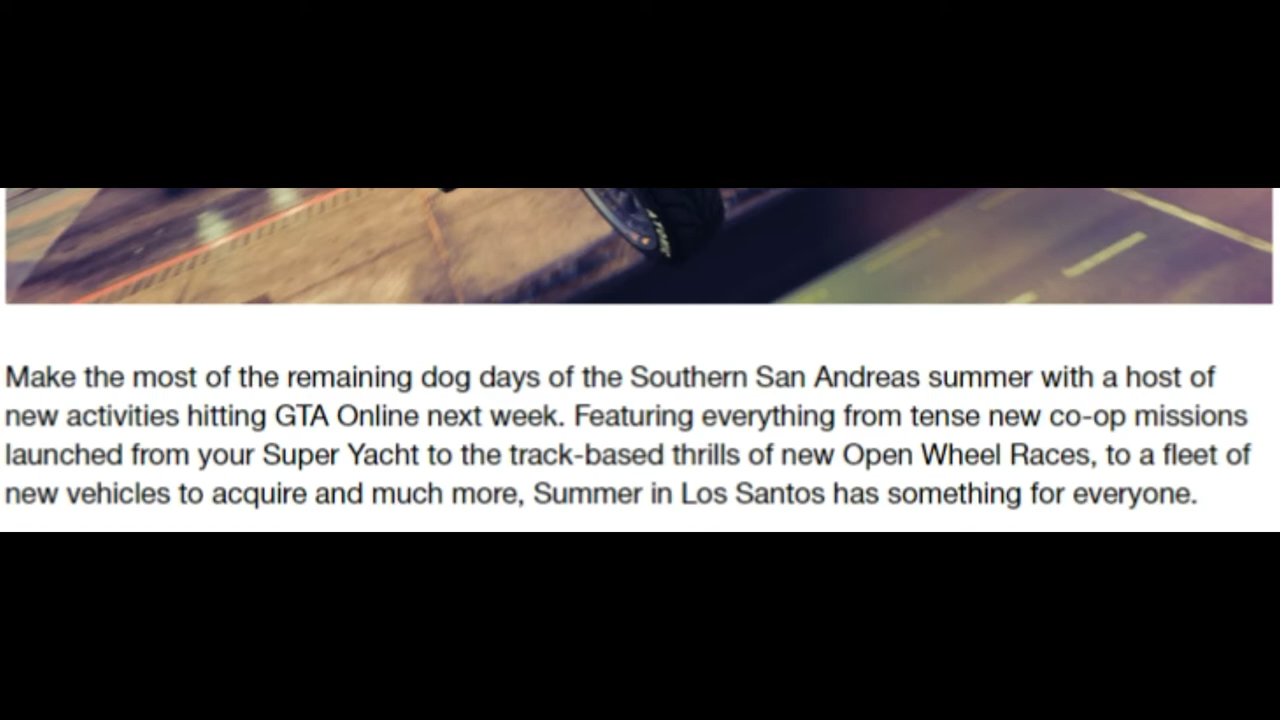 Make the most of the remaining dog days of the Southern San Andreas summer with a host of
new activities hitting GTA Online next week. Featuring everything from tense new co-op missions
launched from your Super Yacht to the track-based thrills of new Open Wheel Races, to a fleet of
new vehicles to acquire and much more, Summer in Los Santos has something for everyone.